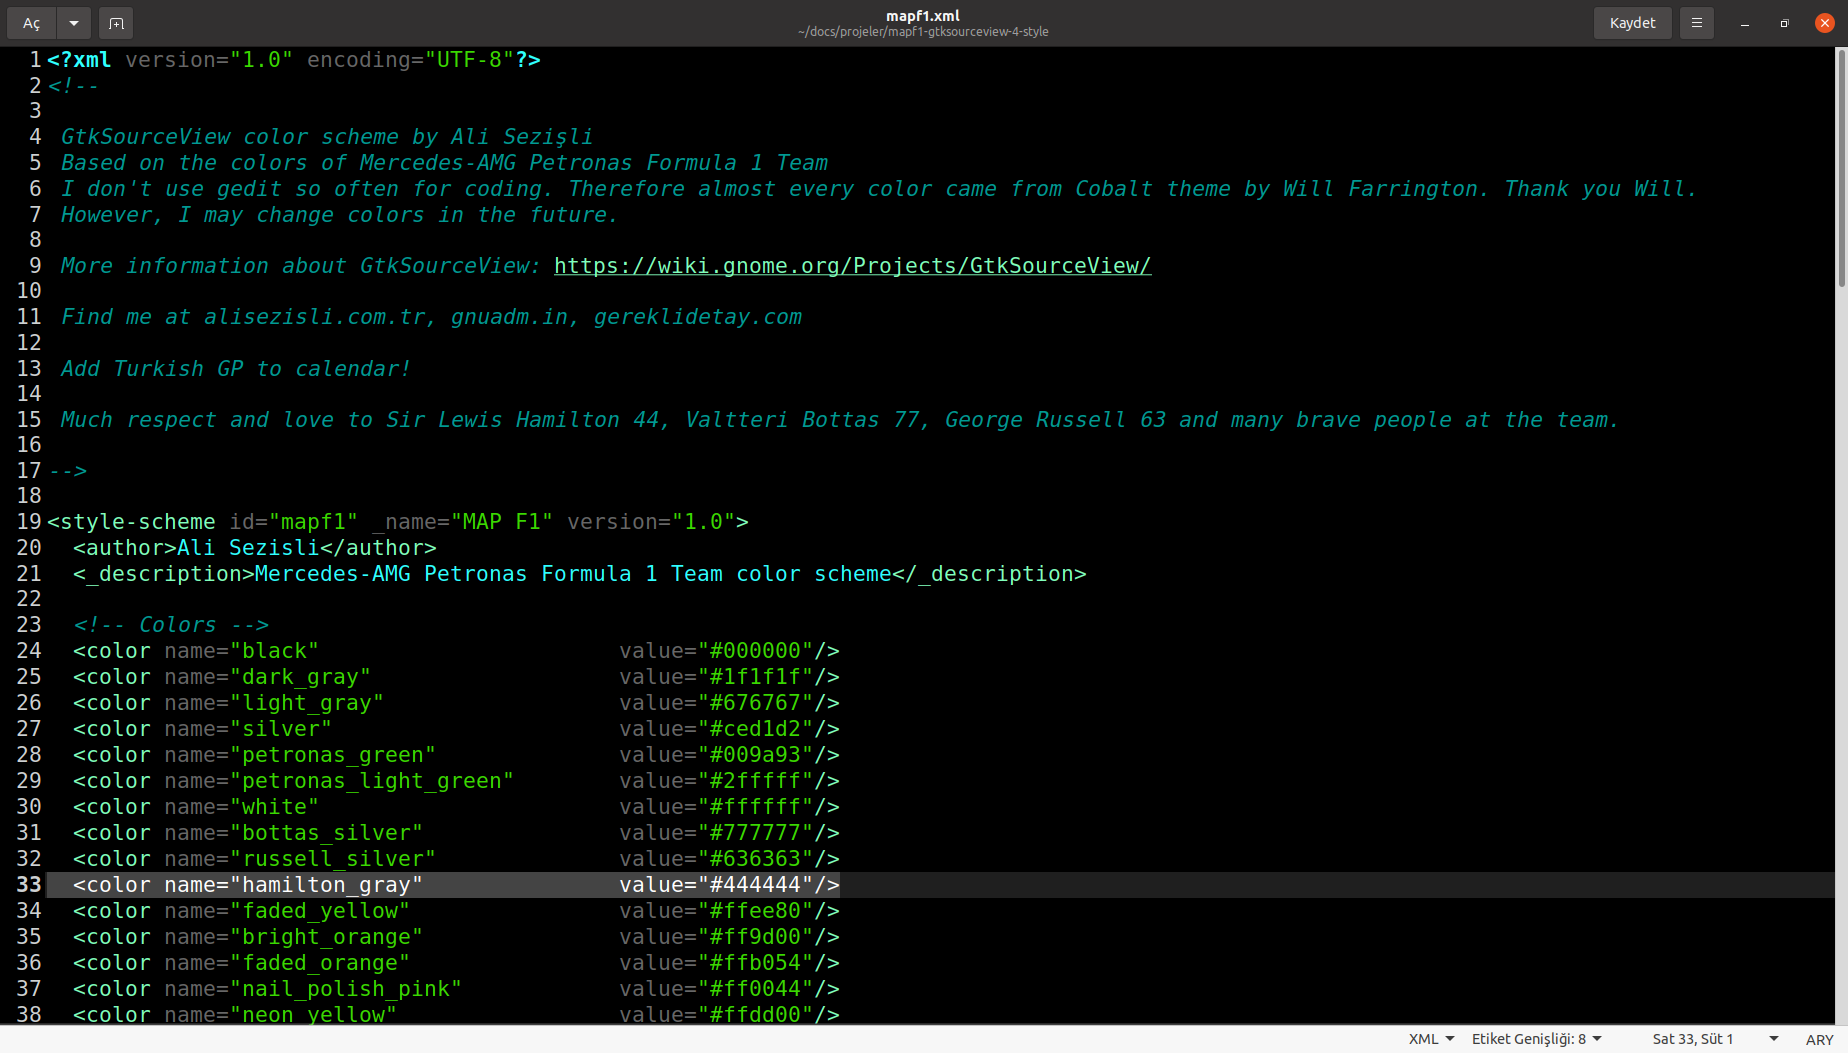 Aç
mapf1.xml
~/docs/projeler/mapf1-gtksourceview-4-style
Kaydet
1 <?xml version="1.0" encoding="UTF-8"?>
2 <!--
3
4 GtkSourceView color scheme by Ali Sezişli
5 Based on the colors of Mercedes-AMG Petronas Formula 1 Team
6 I don't use gedit so often for coding. Therefore almost every color came from Cobalt theme by Will Farrington. Thank you Will.
7 However, I may change colors in the future.
8
9 More information about GtkSourceView: https://wiki.gnome.org/Projects/GtkSourceView/
10
11 Find me at alisezisli.com.tr, gnuadm.in, gereklidetay.com
12
13 Add Turkish GP to calendar!
14
15 Much respect and love to Sir Lewis Hamilton 44, Valtteri Bottas 77, George Russell 63 and many brave people at the team.
16
17 -->
18
19 <style-scheme id="mapf1" _name="MAP F1" version="1.0">
20 <author>Ali Sezisli</author>
21 <_description>Mercedes-AMG Petronas Formula 1 Team color scheme</_description>
22
23 <!-- Colors -->
24 <color name="black" value="#000000"/>
25 <color name="dark_gray" value="#1f1f1f"/>
26 <color name="light_gray" value="#676767"/>
27 <color name="silver" value="#ced1d2"/>
28 <color name="petronas_green" value="#009a93"/>
29 <color name="petronas_light_green" value="#2fffff"/>
30 <color name="white" value="#ffffff"/>
31 <color name="bottas_silver" value="#777777"/>
32 <color name="russell_silver" value="#636363"/>
33 <color name="hamilton_gray" value="#444444"/>
34 <color name="faded_yellow" value="#ffee80"/>
35 <color name="bright_orange" value="#ff9d00"/>
36 <color name="faded_orange" value="#ffb054"/>
37 <color name="nail_polish_pink" value="#ff0044"/>
38 <color name="neon_yellow" value="#ffdd00"/>
XML Etiket Genişliği: 8 Sat 33, Süt 1 ARY